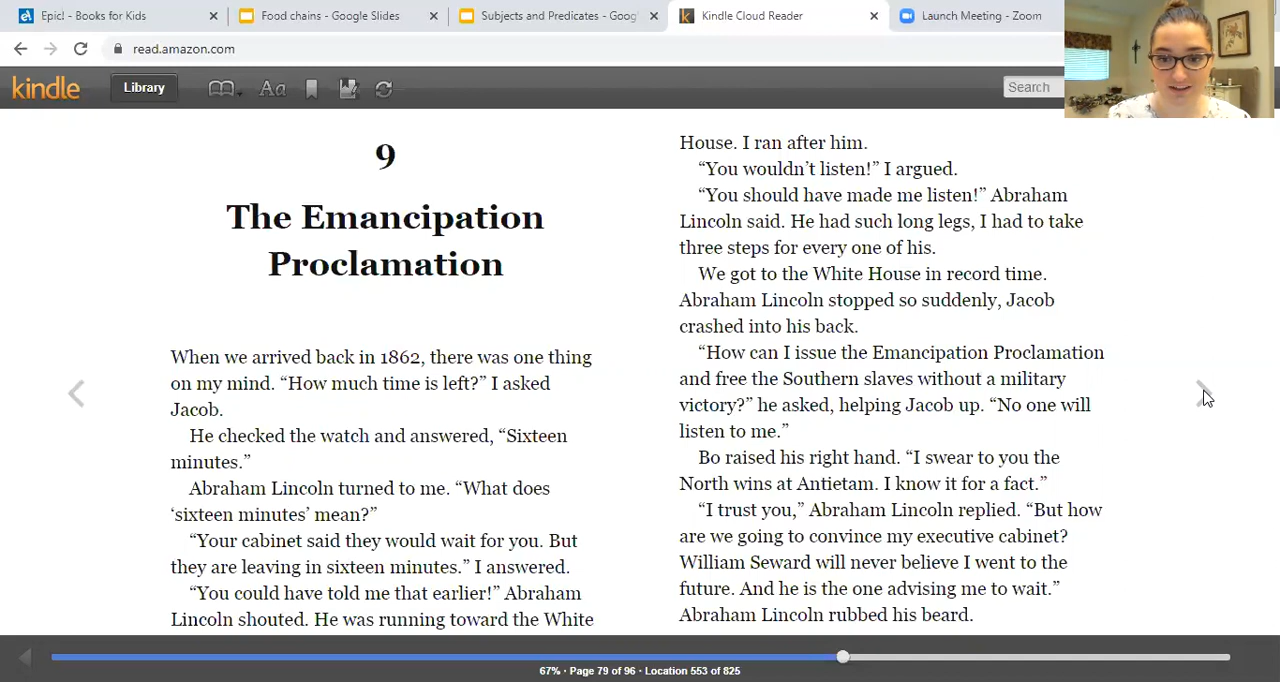 Epic! - Books for Kids
Food chains - Google Slides
Subjects and Predicates - Goog
Kindle Cloud Reader
Launch Meeting - Zoom
read.amazon.com
kindle
Library
Aa
Search
9
The Emancipation
Proclamation
When we arrived back in 1862, there was one thing
on my mind. “How much time is left?” I asked
Jacob.
He checked the watch and answered, “Sixteen
minutes.”
Abraham Lincoln turned to me. “What does
‘sixteen minutes’ mean?”
“Your cabinet said they would wait for you. But
they are leaving in sixteen minutes.” I answered.
“You could have told me that earlier!” Abraham
Lincoln shouted. He was running toward the White
House. I ran after him.
“You wouldn’t listen!” I argued.
“You should have made me listen!” Abraham
Lincoln said. He had such long legs, I had to take
three steps for every one of his.
We got to the White House in record time.
Abraham Lincoln stopped so suddenly, Jacob
crashed into his back.
“How can I issue the Emancipation Proclamation
and free the Southern slaves without a military
victory?” he asked, helping Jacob up. “No one will
listen to me.”
Bo raised his right hand. “I swear to you the
North wins at Antietam. I know it for a fact.”
“I trust you,” Abraham Lincoln replied. “But how
are we going to convince my executive cabinet?
William Seward will never believe I went to the
future. And he is the one advising me to wait.”
Abraham Lincoln rubbed his beard.
67% · Page 79 of 96 · Location 553 of 825